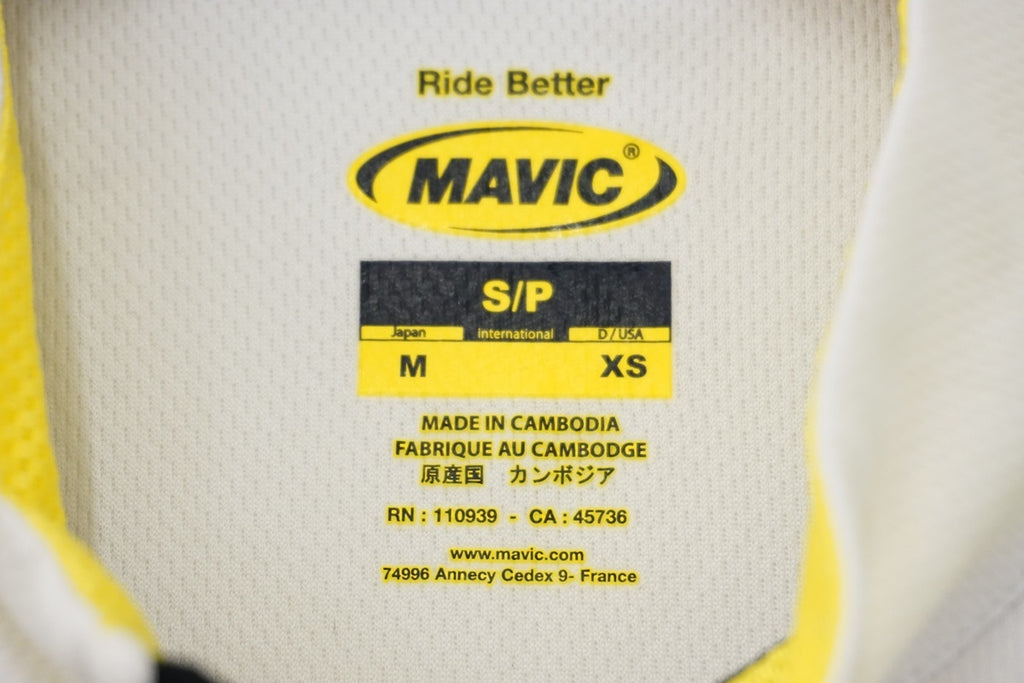 Ride Better
MAVIC®
S/P
Japan International D/USA
M XS
MADE IN CAMBODIA
FABRIQUE AU CAMBODGE
原産国 カンボジア
RN : 110939 - CA : 45736
www.mavic.com
74996 Annecy Cedex 9- France